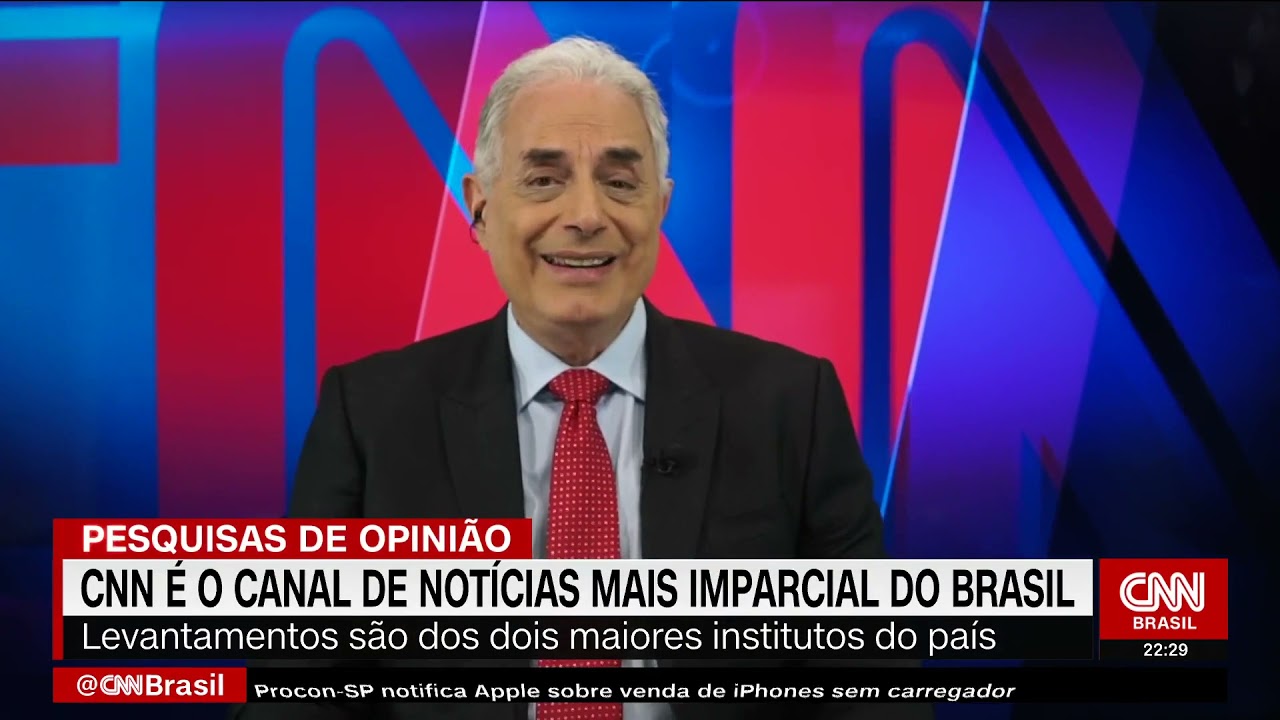 PESQUISAS DE OPINIÃO
CNN É O CANAL DE NOTÍCIAS MAIS IMPARCIAL DO BRASIL
Levantamentos são dos dois maiores institutos do país
CNN
BRASIL
22:29
@CNNBrasil
Procon-SP notifica Apple sobre venda de iPhones sem carregador